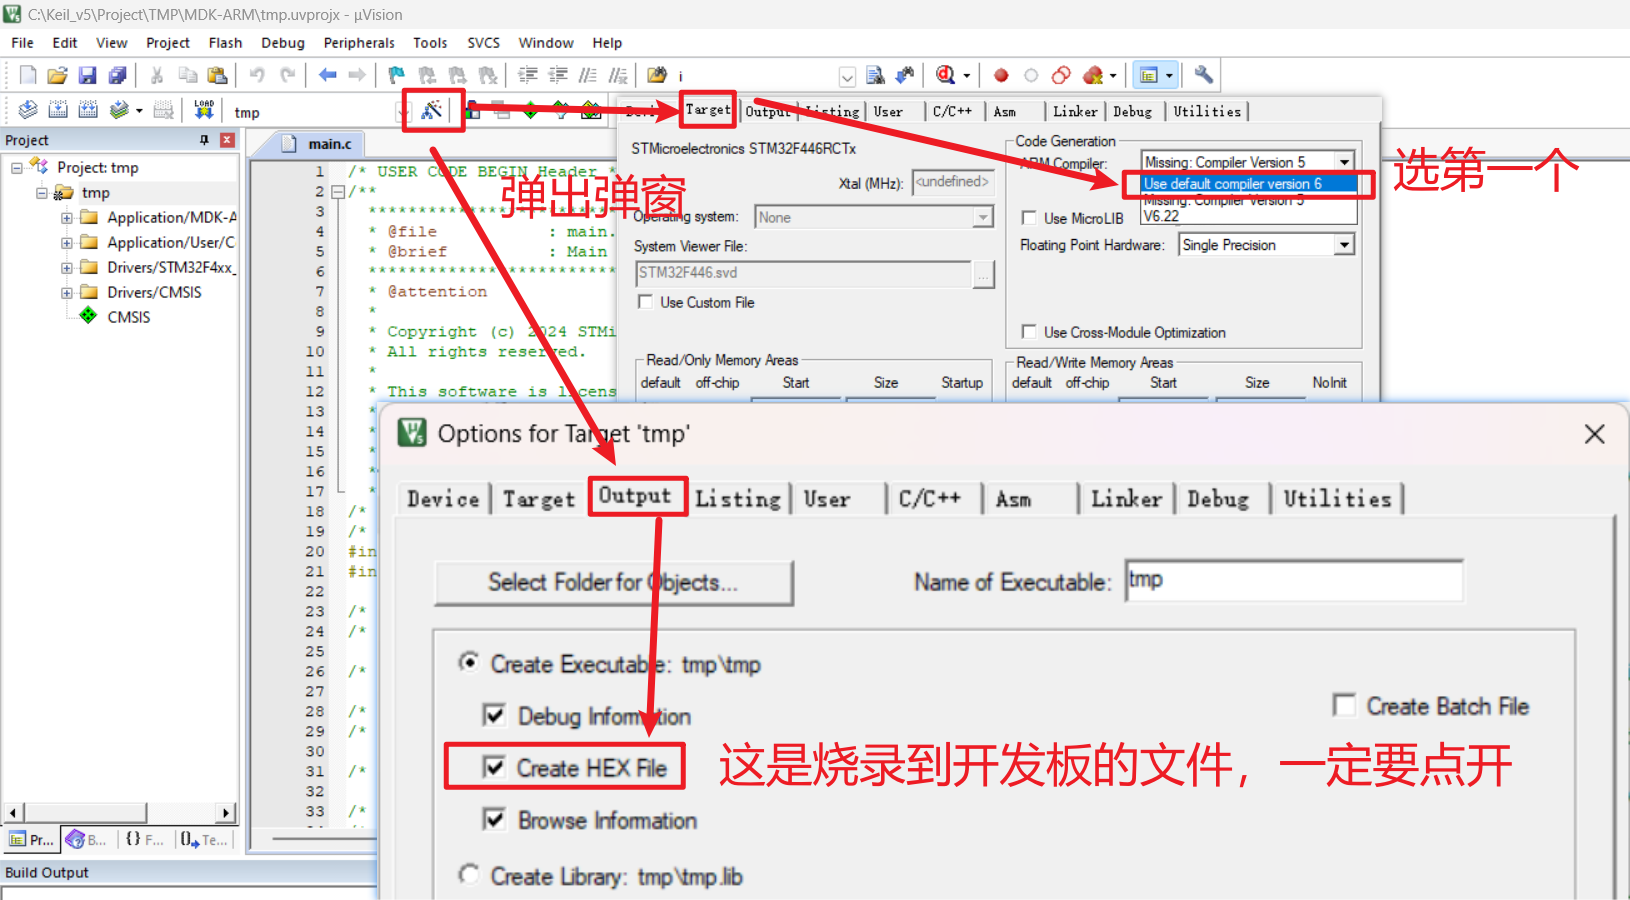 C:\Keil_v5\Project\TMP\MDK-ARM\tmp.uvprojx - µVision
File Edit View Project Flash Debug Peripherals Tools SVCS Window Help
i
LOAD
tmp
Target Output Listing User C/C++ Asm Linker Debug Utilities
Project
Project: tmp
tmp
Application/MDK-A
Application/User/C
Drivers/STM32F4xx_
Drivers/CMSIS
CMSIS
main.c
1 /* USER CODE BEGIN Header *
2 /**
3 *************************
4 * @file : main.
5 * @brief : Main
6 *************************
7 * @attention
8 *
9 * Copyright (c) 2024 STMi
10 * All rights reserved.
11 *
12 * This software is licens
13
14
15
16
17 *
18 /*
19 /*
20 #in
21 #in
22
23 /*
24 /*
25
26 /*
27
28 /*
29 /*
30
31 /*
32
33 /*
弹出弹窗
STMicroelectronics STM32F446RCTx
Xtal (MHz): <undefined>
Operating system: None
System Viewer File:
STM32F446.svd
...
Use Custom File
Code Generation
ARM Compiler: Missing: Compiler Version 5
Use default compiler version 6
Missing: Compiler Version 5
V6.22
选第一个
Use MicroLIB
Floating Point Hardware: Single Precision
Use Cross-Module Optimization
Read/Only Memory Areas
default off-chip Start Size Startup
Read/Write Memory Areas
default off-chip Start Size NoInit
Options for Target 'tmp'
Device Target Output Listing User C/C++ Asm Linker Debug Utilities
Select Folder for Objects...
Name of Executable: tmp
Create Executable: tmp\tmp
Debug Information
Create HEX File
Browse Information
Create Library: tmp\tmp.lib
Create Batch File
这是烧录到开发板的文件，一定要点开
Pr... B... {} F... Te...
Build Output